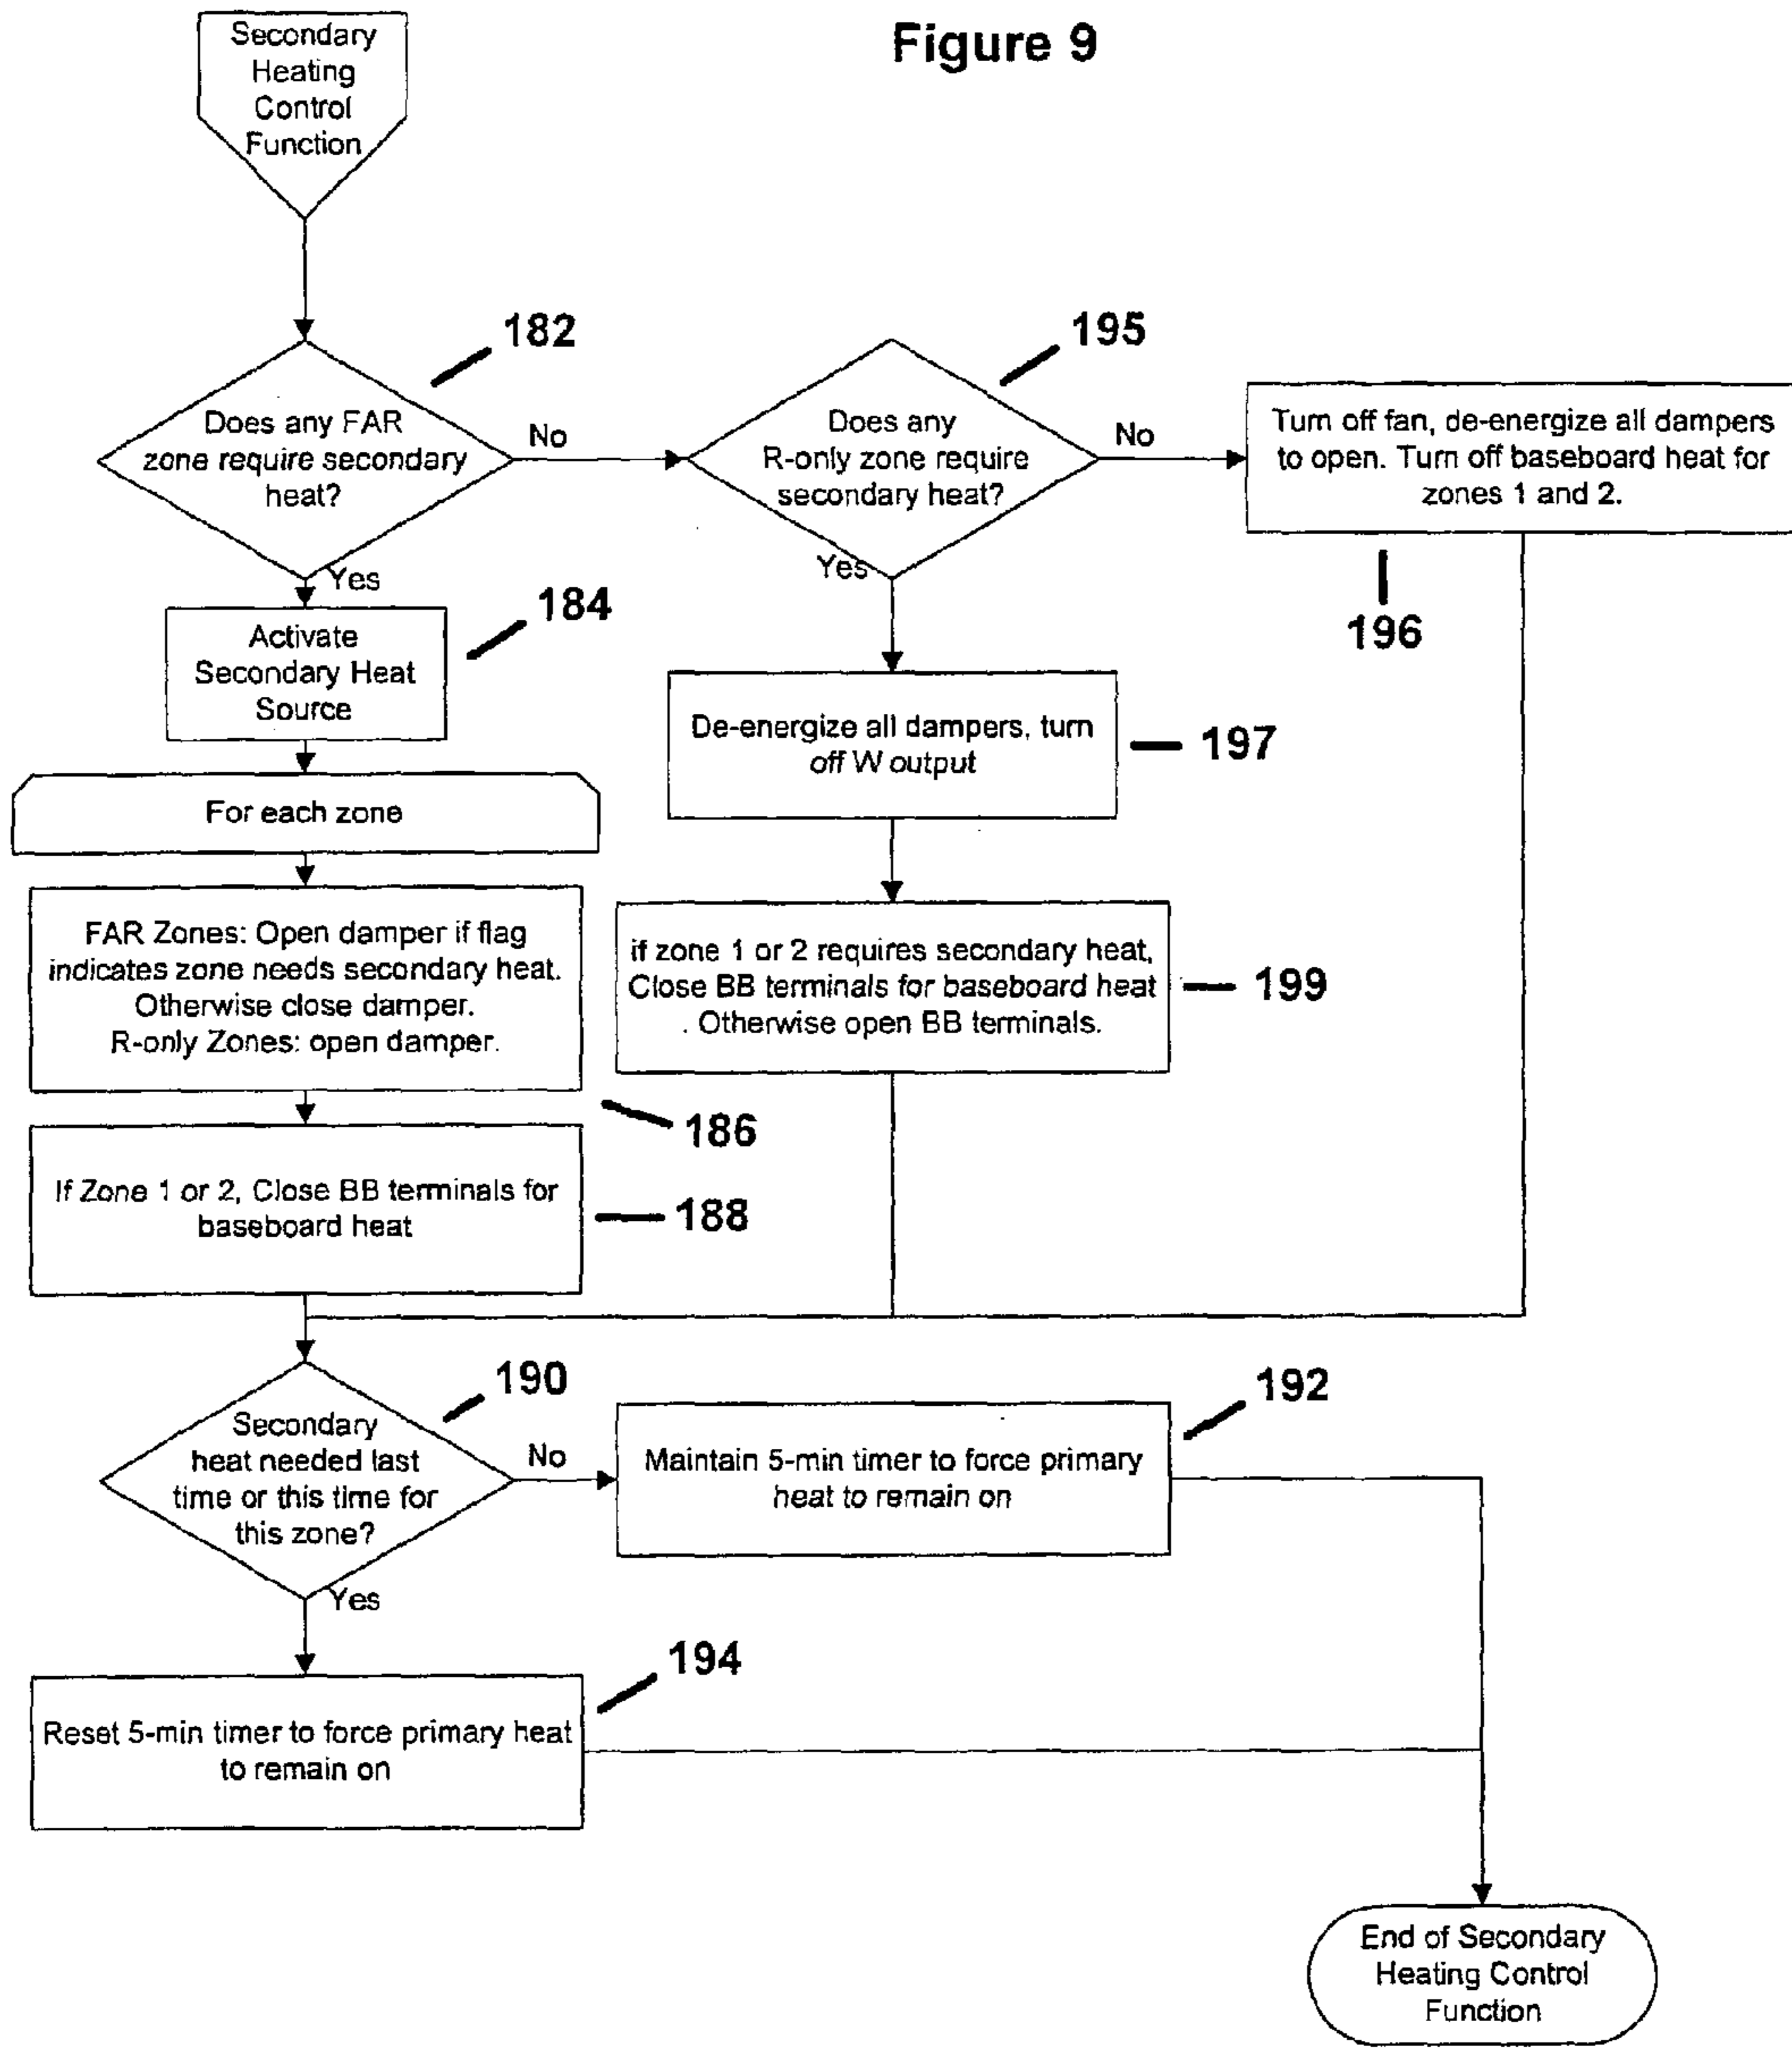 Figure 9
Secondary
Heating
Control
Function
182
Does any FAR
zone require secondary
heat?
No
Yes
195
Does any
R-only zone require
secondary heat?
No
Yes
Turn off fan, de-energize all dampers
to open. Turn off baseboard heat for
zones 1 and 2.
196
184
Activate
Secondary Heat
Source
De-energize all dampers, turn
off W output
197
For each zone
FAR Zones: Open damper if flag
indicates zone needs secondary heat.
Otherwise close damper.
R-only Zones: open damper.
186
if zone 1 or 2 requires secondary heat,
Close BB terminals for baseboard heat
. Otherwise open BB terminals.
199
If Zone 1 or 2, Close BB terminals for
baseboard heat
188
190
Secondary
heat needed last
time or this time for
this zone?
No
Yes
192
Maintain 5-min timer to force primary
heat to remain on
194
Reset 5-min timer to force primary heat
to remain on
End of Secondary
Heating Control
Function